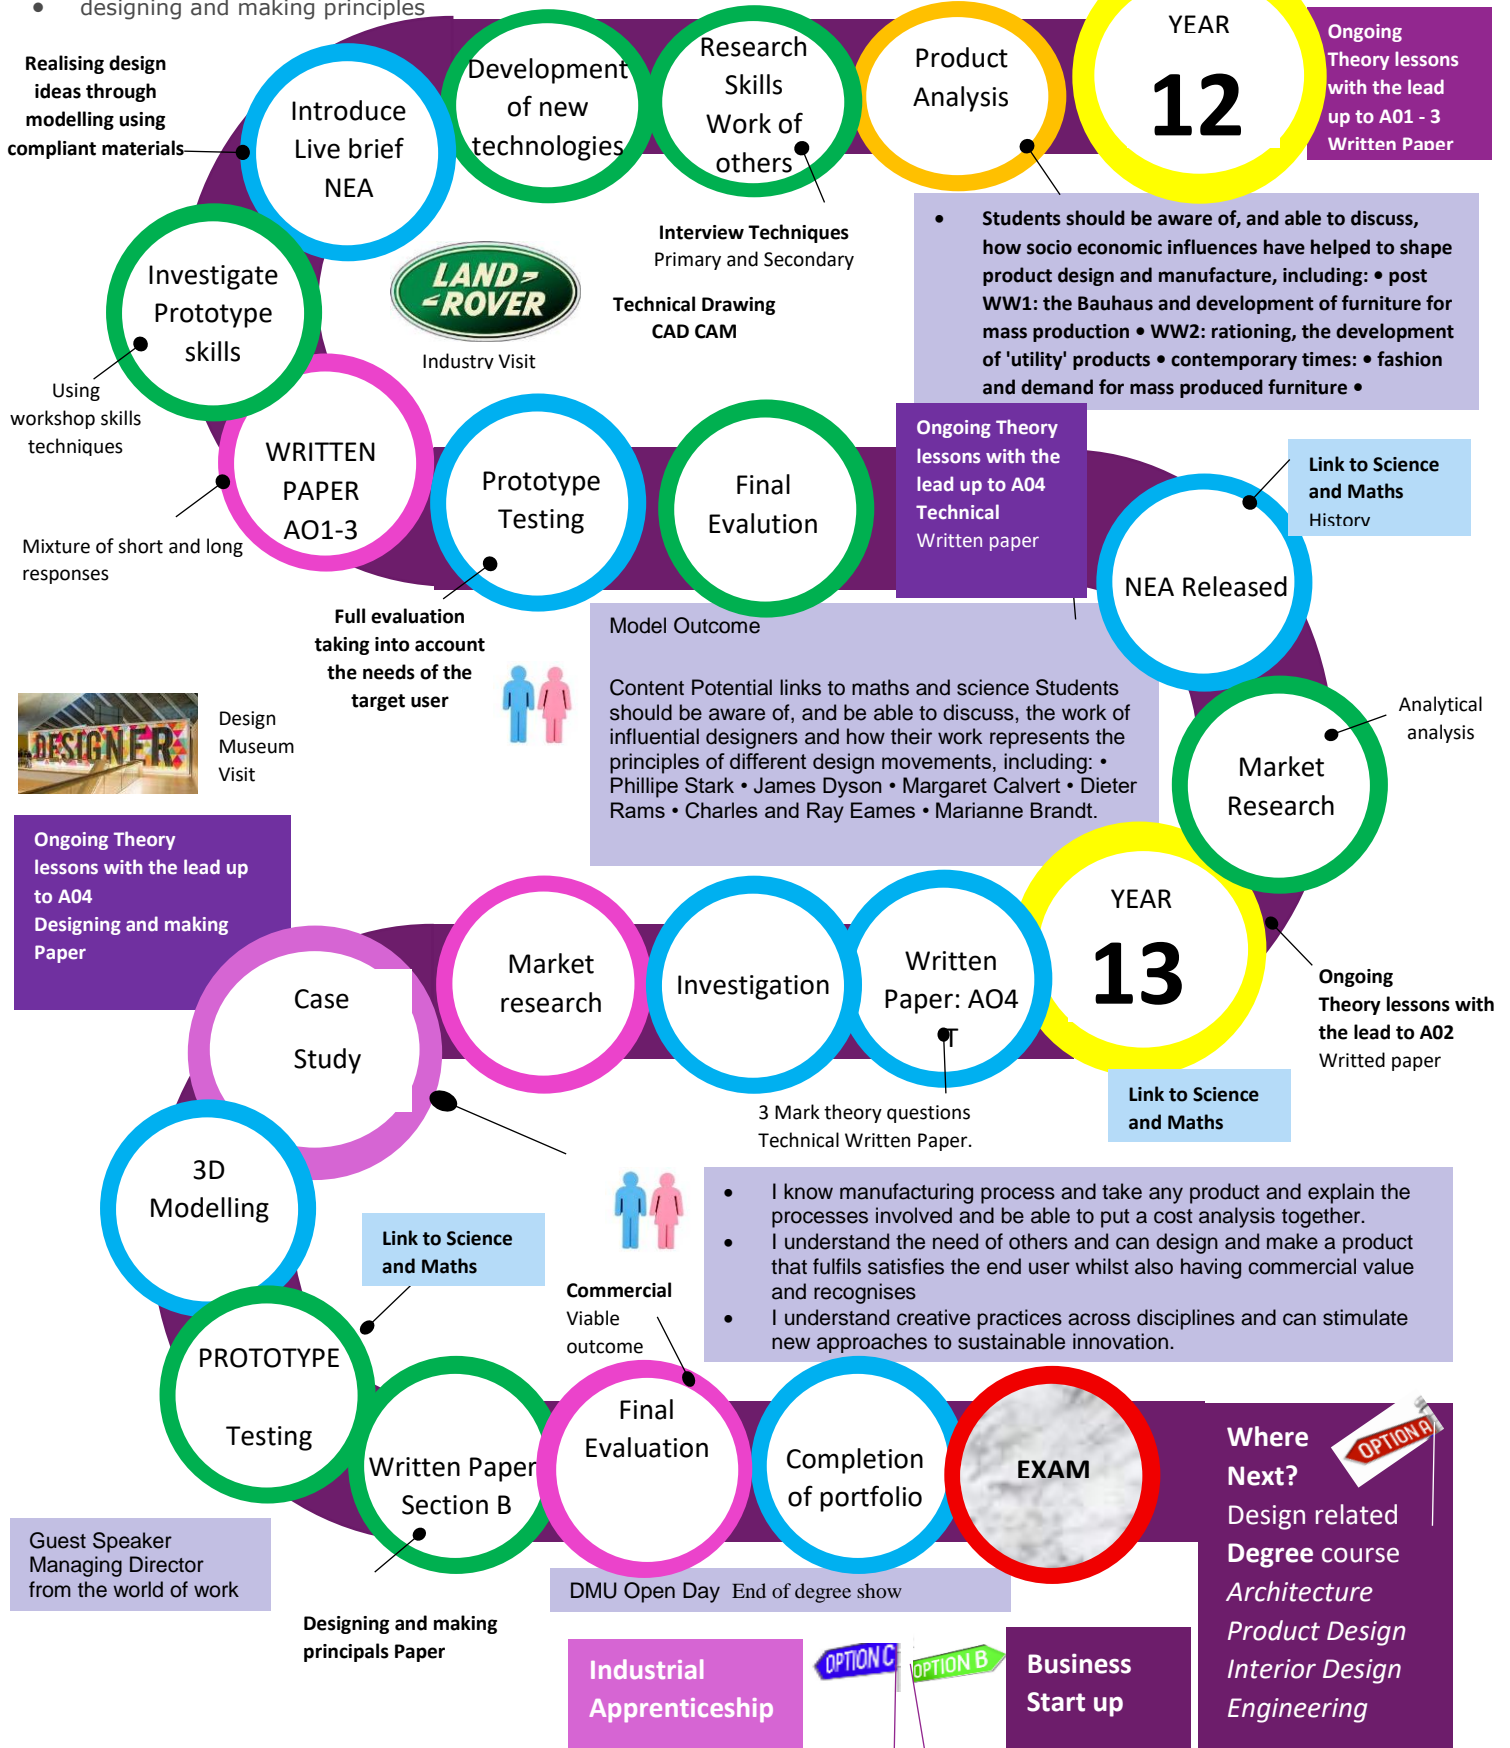 designing and making principles
YEAR
12
Ongoing
Theory lessons
with the lead
up to A01 - 3
Written Paper
Product
Analysis
Research
Skills
Work of
others
Development
of new
technologies
Introduce
Live brief
NEA
Realising design
ideas through
modelling using
compliant materials
Interview Techniques
Primary and Secondary
Technical Drawing
CAD CAM
• Students should be aware of, and able to discuss,
how socio economic influences have helped to shape
product design and manufacture, including: • post
WW1: the Bauhaus and development of furniture for
mass production • WW2: rationing, the development
of 'utility' products • contemporary times: • fashion
and demand for mass produced furniture •
LAND-
-ROVER
Industry Visit
Investigate
Prototype
skills
Using
workshop skills
techniques
WRITTEN
PAPER
AO1-3
Mixture of short and long
responses
Prototype
Testing
Full evaluation
taking into account
the needs of the
target user
Final
Evalution
Ongoing Theory
lessons with the
lead up to A04
Technical
Written paper
Link to Science
and Maths
History
NEA Released
Model Outcome
Content Potential links to maths and science Students
should be aware of, and be able to discuss, the work of
influential designers and how their work represents the
principles of different design movements, including: •
Phillipe Stark • James Dyson • Margaret Calvert • Dieter
Rams • Charles and Ray Eames • Marianne Brandt.
DESIGNER
Design
Museum
Visit
Analytical
analysis
Market
Research
Ongoing
Theory lessons with
the lead to A02
Writted paper
YEAR
13
Link to Science
and Maths
Written
Paper: AO4
T
3 Mark theory questions
Technical Written Paper.
Investigation
Market
research
Ongoing Theory
lessons with the lead up
to A04
Designing and making
Paper
Case
Study
3D
Modelling
Link to Science
and Maths
• I know manufacturing process and take any product and explain the
processes involved and be able to put a cost analysis together.
• I understand the need of others and can design and make a product
that fulfils satisfies the end user whilst also having commercial value
and recognises
• I understand creative practices across disciplines and can stimulate
new approaches to sustainable innovation.
Commercial
Viable
outcome
PROTOTYPE
Testing
Written Paper
Section B
Final
Evaluation
Completion
of portfolio
EXAM
Guest Speaker
Managing Director
from the world of work
Designing and making
principals Paper
DMU Open Day End of degree show
Industrial
Apprenticeship
OPTION C
OPTION B
Business
Start up
OPTION A
Where
Next?
Design related
Degree course
Architecture
Product Design
Interior Design
Engineering